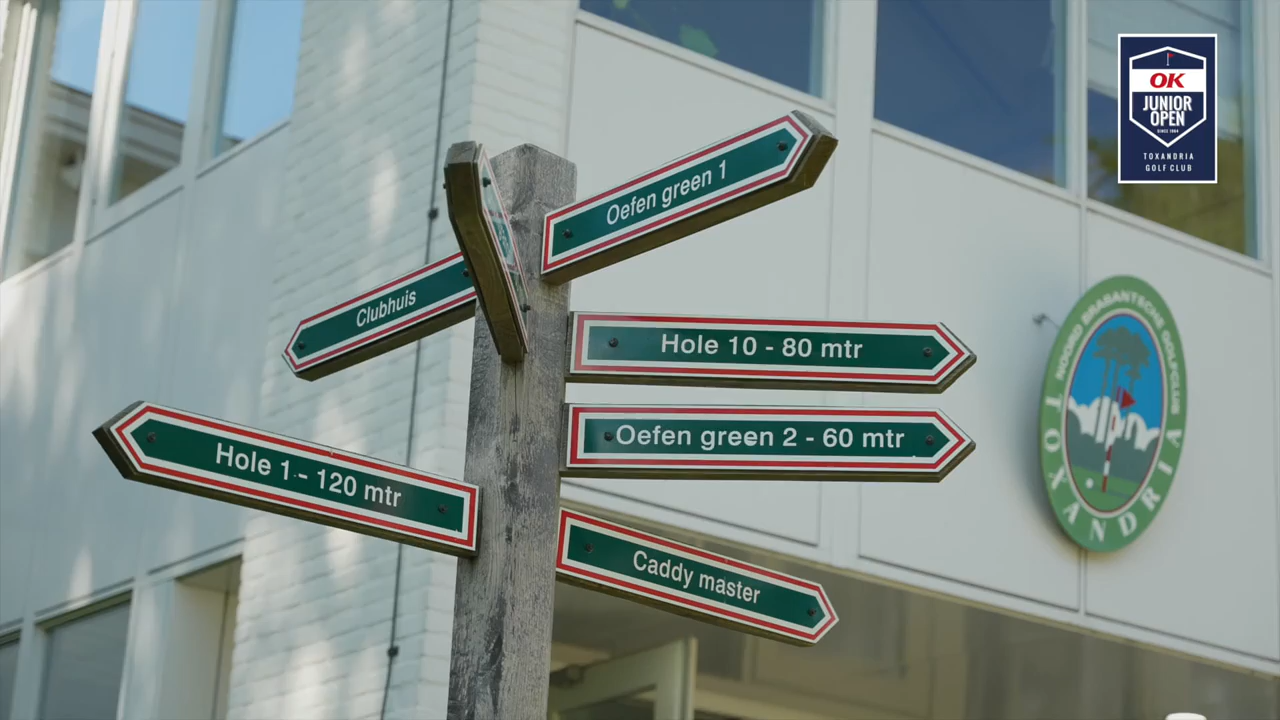 OK
JUNIOR
OPEN
SINCE 1984
TOXANDRIA
GOLF CLUB
Oefen green 1
Clubhuis
Hole 10 - 80 mtr
Oefen green 2 - 60 mtr
Hole 1 - 120 mtr
Caddy master
NOORD BRABANTSCHE GOLFCLUB
TOXANDRIA